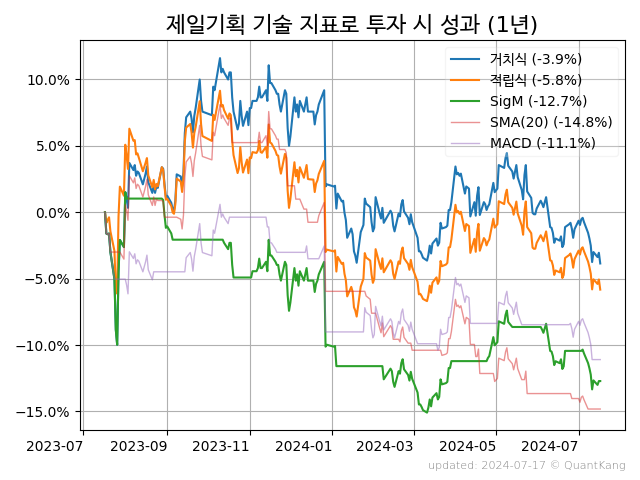 제일기획 기술 지표로 투자 시 성과 (1년)
거치식 (-3.9%)
적립식 (-5.8%)
SigM (-12.7%)
SMA(20) (-14.8%)
MACD (-11.1%)
10.0%
5.0%
0.0%
−5.0%
−10.0%
−15.0%
2023-07 2023-09 2023-11 2024-01 2024-03 2024-05 2024-07
updated: 2024-07-17 © QuantKang